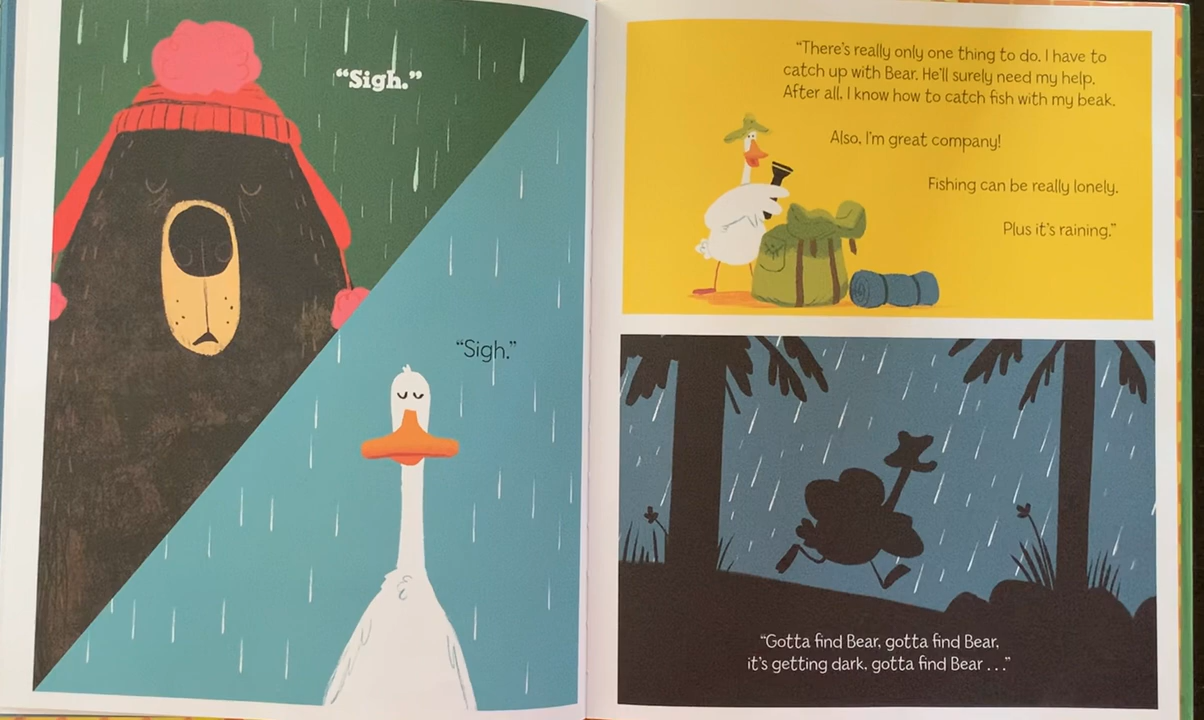 “Sigh.”
“Sigh.”
“There’s really only one thing to do. I have to
catch up with Bear. He’ll surely need my help.
After all, I know how to catch fish with my beak.
Also, I’m great company!
Fishing can be really lonely.
Plus it’s raining.”
“Gotta find Bear, gotta find Bear,
it’s getting dark, gotta find Bear . . .”